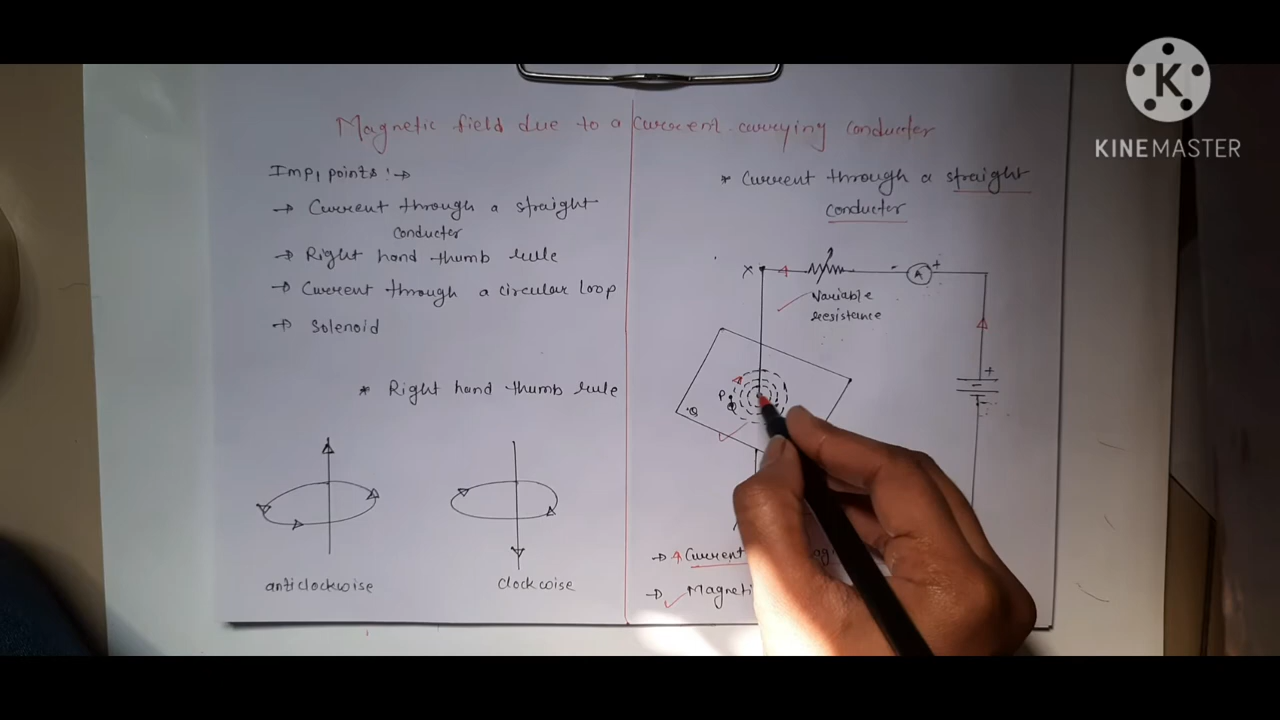 Magnetic field due to a current carrying conductor
Imp, points :→
→ Current through a straight
conductor
→ Right hand thumb rule
→ Current through a circular loop
→ Solenoid
* Right hand thumb rule
anticlockwise
clockwise
* Current through a straight
conductor
X
A
+
-
Variable
resistance
+
-
P
Q
Q
→ ↑ Current
→ Magneti
KINEMASTER